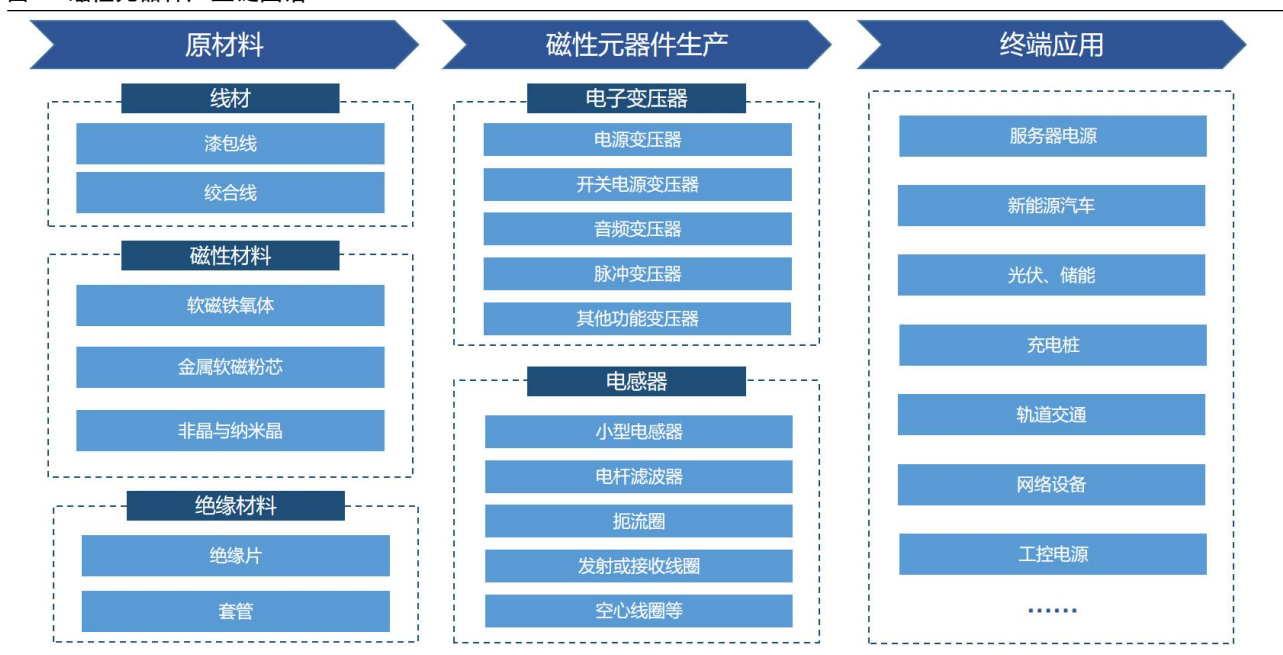 原材料
线材
漆包线
绞合线
磁性材料
软磁铁氧体
金属软磁粉芯
非晶与纳米晶
绝缘材料
绝缘片
套管
磁性元器件生产
电子变压器
电源变压器
开关电源变压器
音频变压器
脉冲变压器
其他功能变压器
电感器
小型电感器
电杆滤波器
扼流圈
发射或接收线圈
空心线圈等
终端应用
服务器电源
新能源汽车
光伏、储能
充电桩
轨道交通
网络设备
工控电源
······